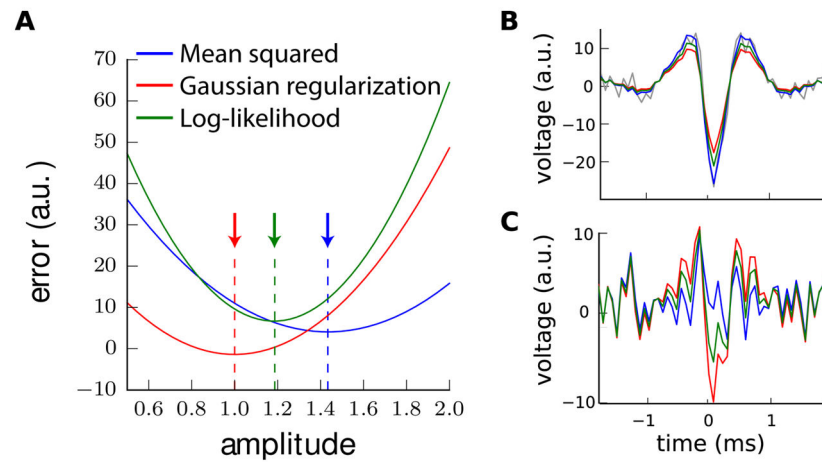 A
70
60
50
40
30
20
10
0
−10
error (a.u.)
Mean squared
Gaussian regularization
Log-likelihood
0.6 0.8 1.0 1.2 1.4 1.6 1.8 2.0
amplitude
B
10
0
−10
−20
voltage (a.u.)
C
10
0
−10
voltage (a.u.)
−1 0 1
time (ms)